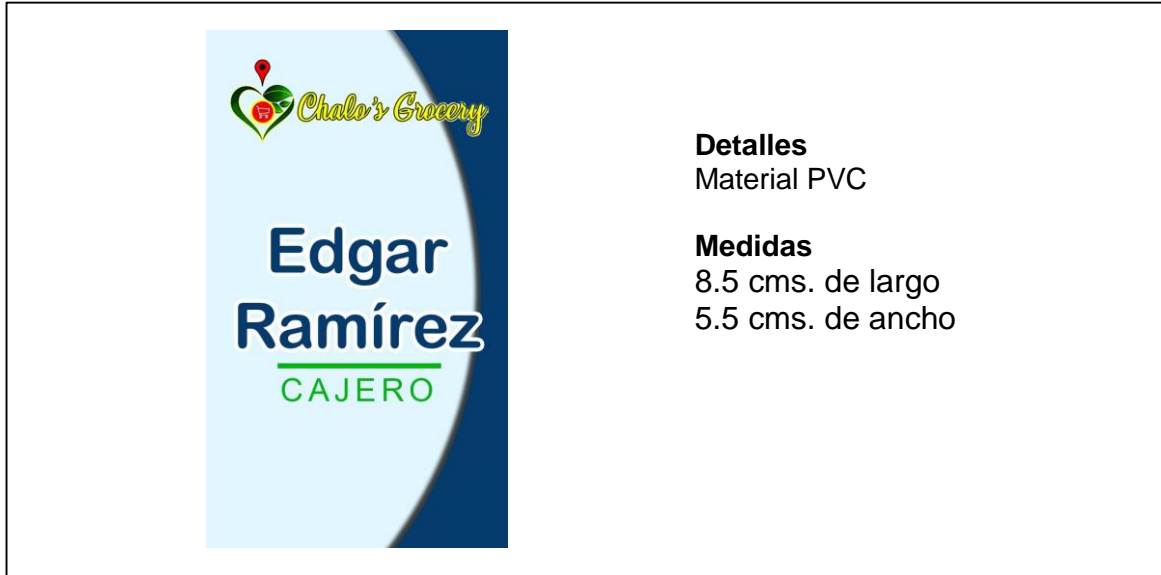 Chalo's Grocery
Edgar
Ramírez
CAJERO
Detalles
Material PVC
Medidas
8.5 cms. de largo
5.5 cms. de ancho